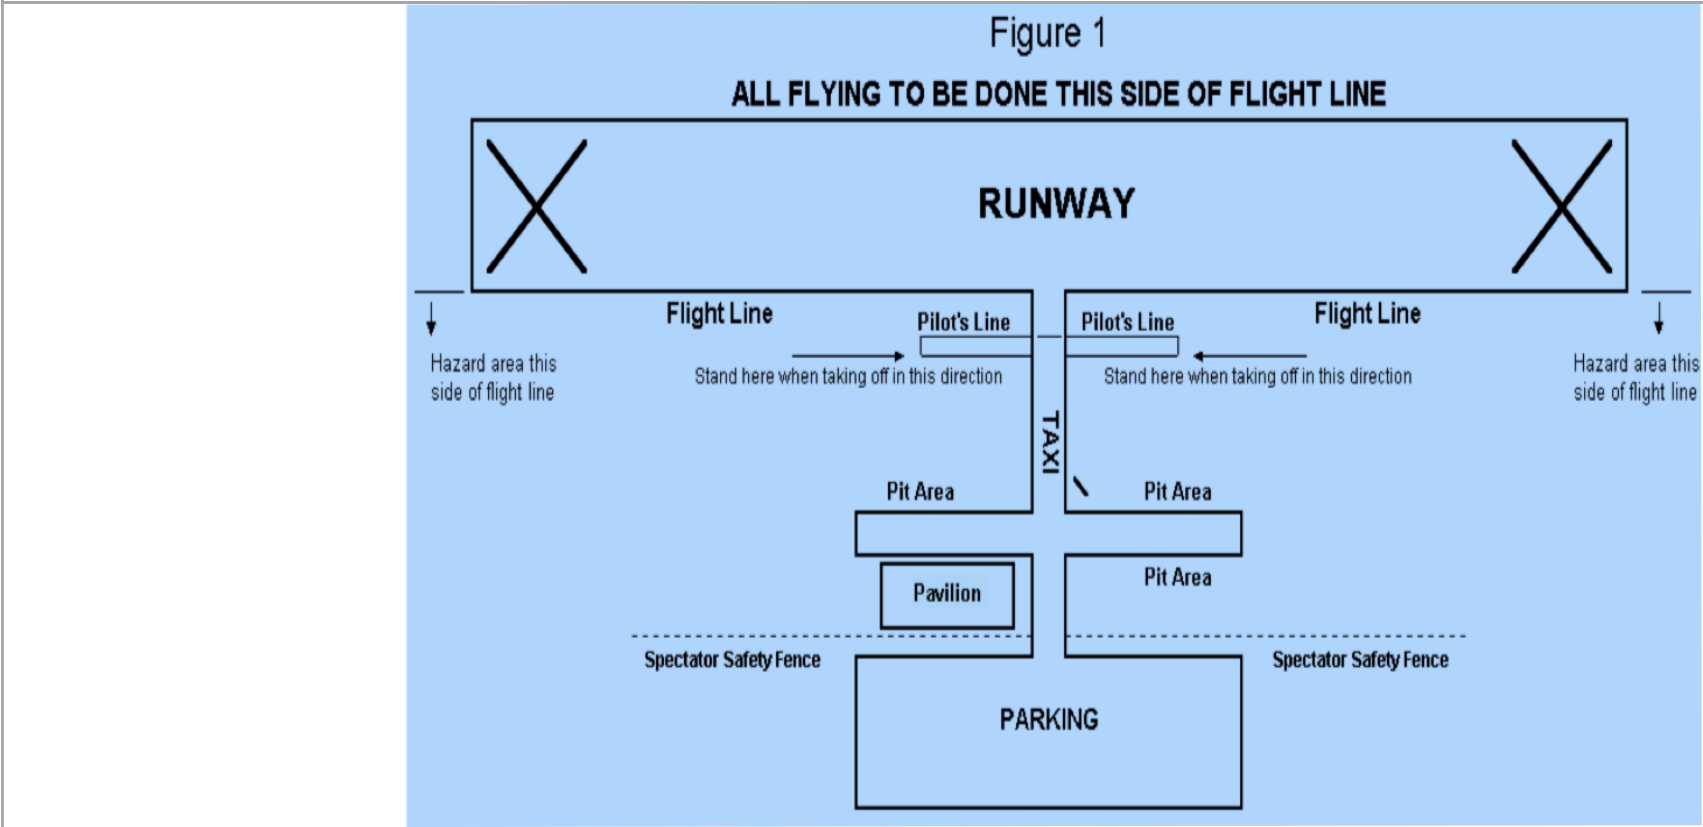 Figure 1
ALL FLYING TO BE DONE THIS SIDE OF FLIGHT LINE
RUNWAY
Flight Line
Flight Line
Pilot's Line
Pilot's Line
Hazard area this
side of flight line
Stand here when taking off in this direction
Stand here when taking off in this direction
Hazard area this
side of flight line
TAXI
Pit Area
Pit Area
Pit Area
Pavilion
Spectator Safety Fence
Spectator Safety Fence
PARKING